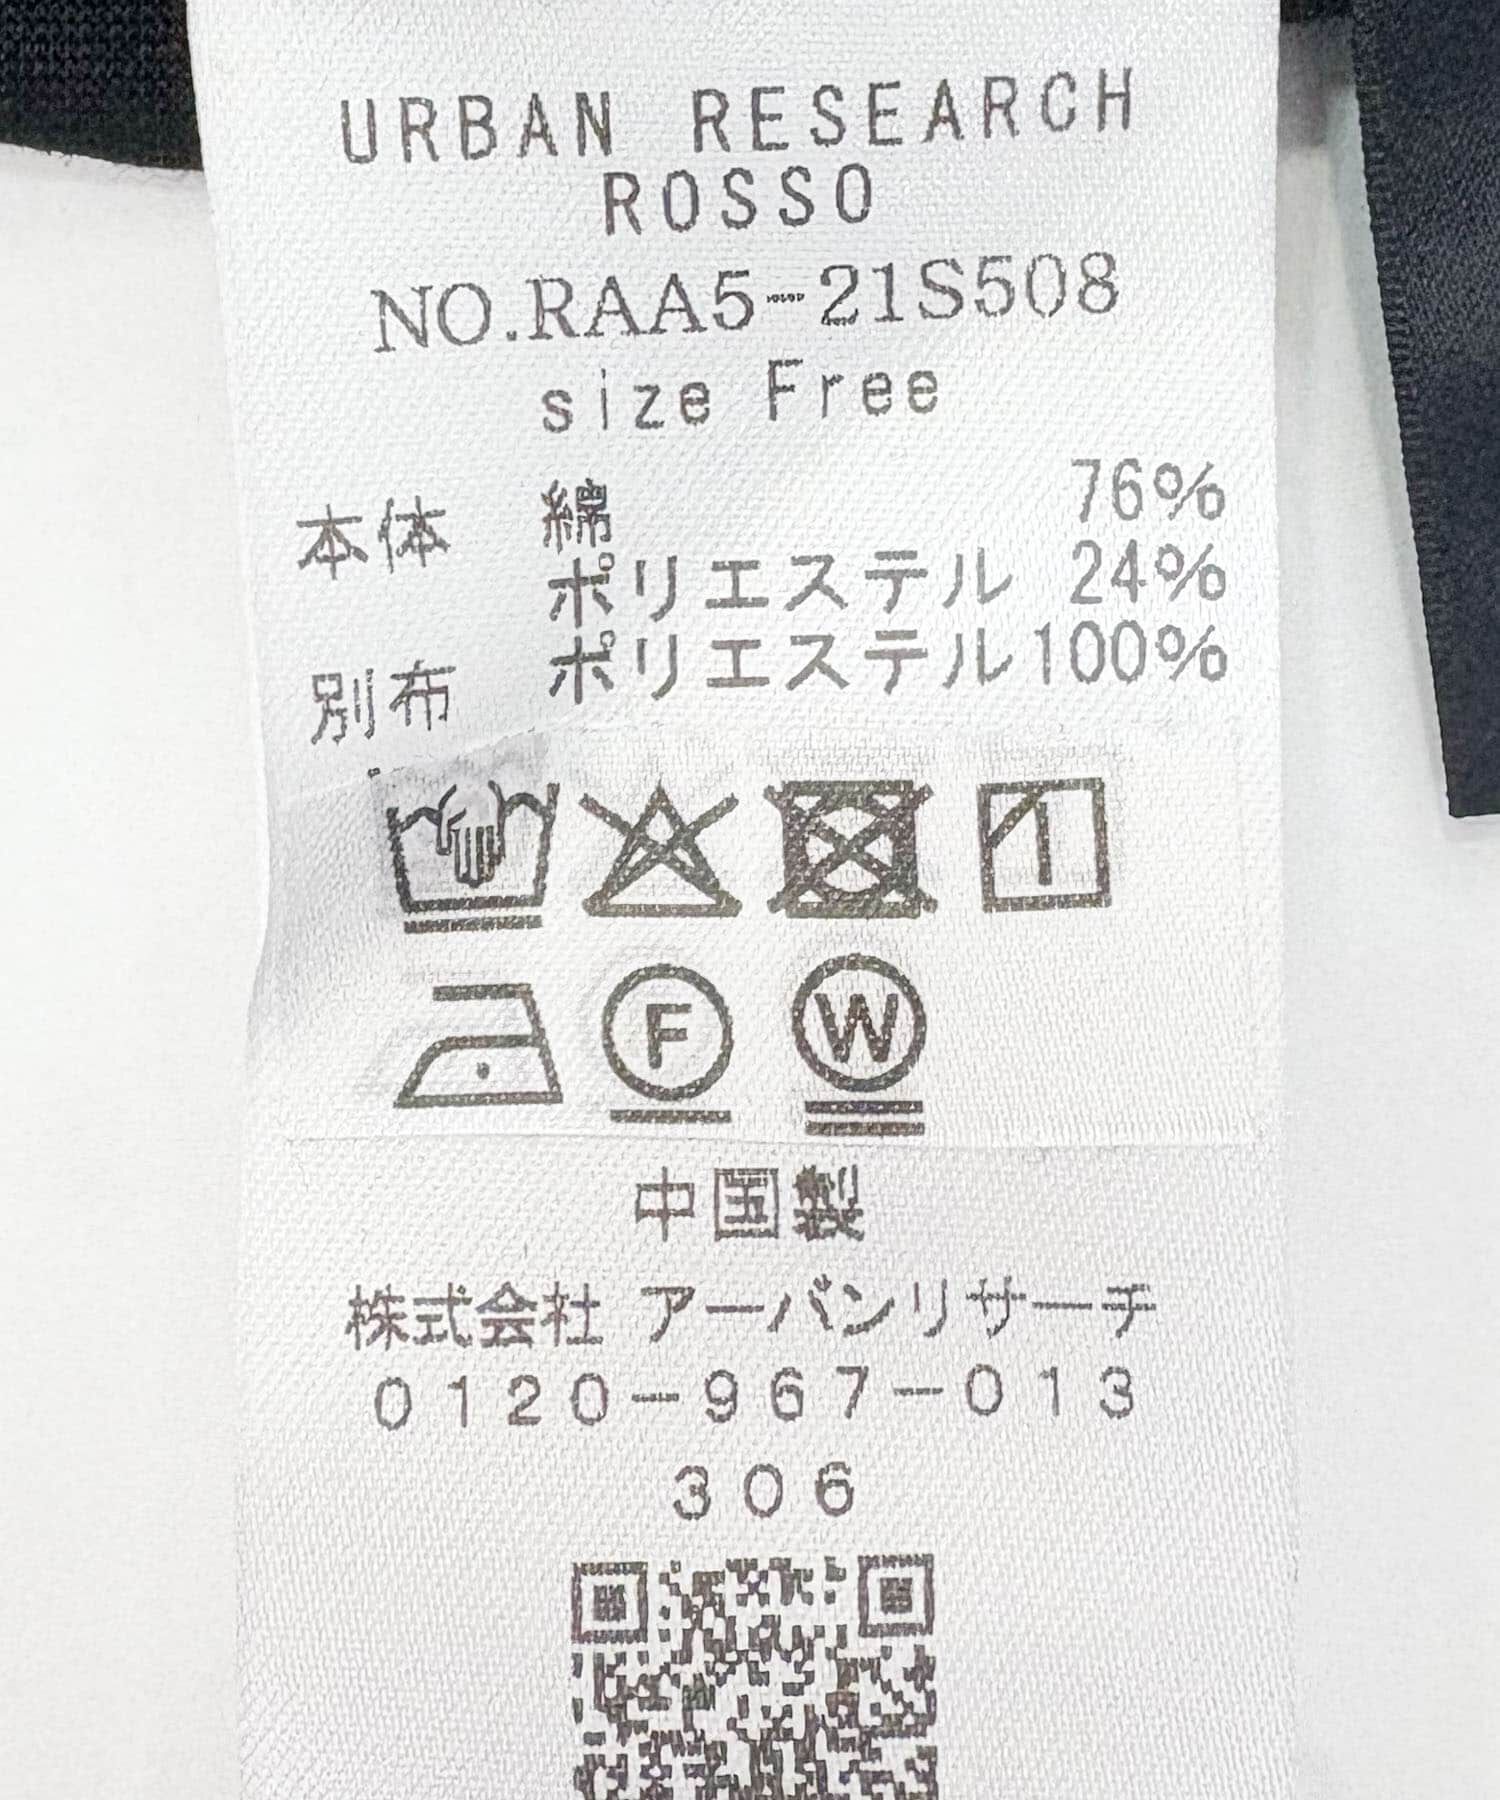 URBAN RESEARCH
ROSSO
NO.RAA5-21S508
size Free
本体 綿 76%
ポリエステル 24%
別布 ポリエステル100%
F W
中国製
株式会社 アーバンリサーチ
0120-967-013
306